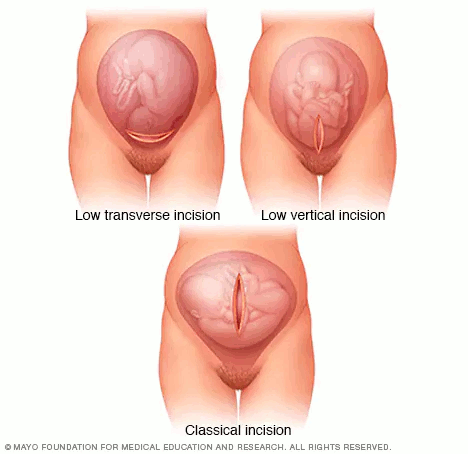 Low transverse incision
Low vertical incision
Classical incision
© MAYO FOUNDATION FOR MEDICAL EDUCATION AND RESEARCH. ALL RIGHTS RESERVED.